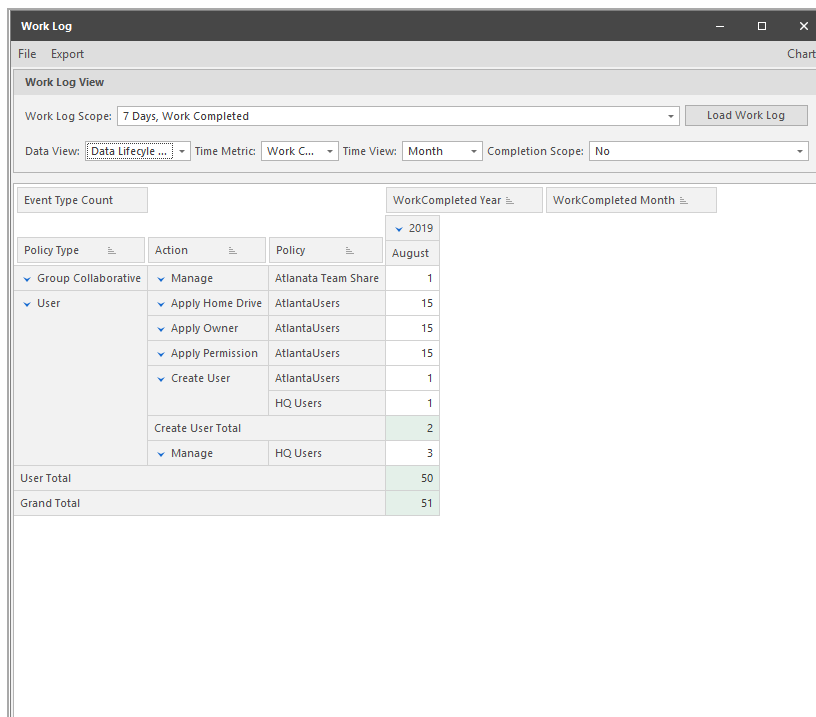 Work Log
File Export Chart
Work Log View
Work Log Scope: 7 Days, Work Completed Load Work Log
Data View: Data Lifecyle ... Time Metric: Work C... Time View: Month Completion Scope: No
Event Type Count WorkCompleted Year WorkCompleted Month
2019
Policy Type Action Policy August
Group Collaborative Manage Atlanata Team Share 1
User Apply Home Drive AtlantaUsers 15
Apply Owner AtlantaUsers 15
Apply Permission AtlantaUsers 15
Create User AtlantaUsers 1
HQ Users 1
Create User Total 2
Manage HQ Users 3
User Total 50
Grand Total 51